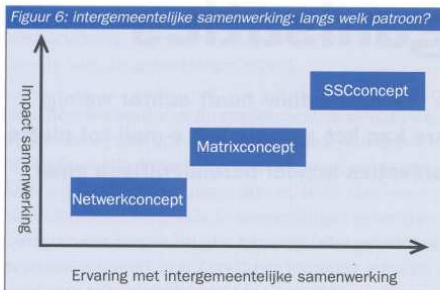 Figuur 6: intergemeentelijke samenwerking: langs welk patroon?
Impact samenwerking
SSCconcept
Matrixconcept
Netwerkconcept
Ervaring met intergemeentelijke samenwerking